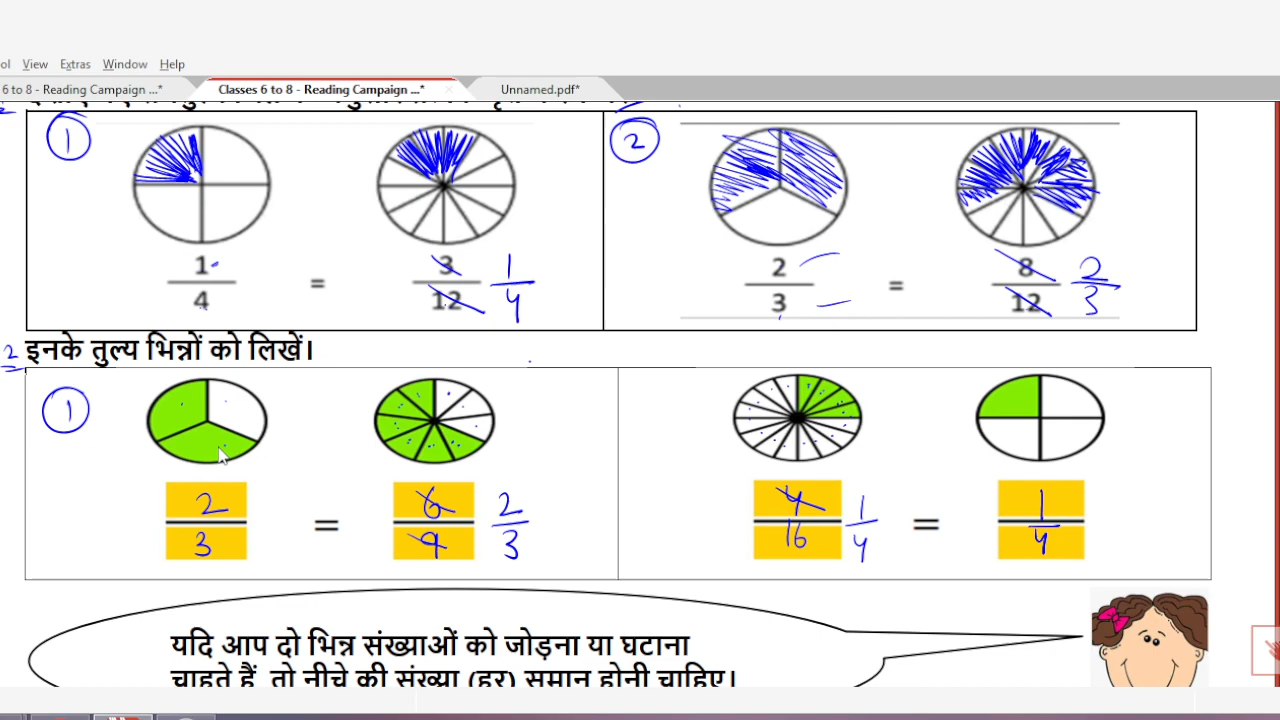 View Extras Window Help
6 to 8 - Reading Campaign ...* Classes 6 to 8 - Reading Campaign ...* Unnamed.pdf*
1 2
1/4 = 3/12 1/4 2/3 = 8/12 2/3
2 इनके तुल्य भिन्नों को लिखें।
1
2/3 = 6/9 2/3 4/16 1/4 = 1/4
यदि आप दो भिन्न संख्याओं को जोड़ना या घटाना
चाहते हैं तो नीचे की संख्या (हर) समान होनी चाहिए।